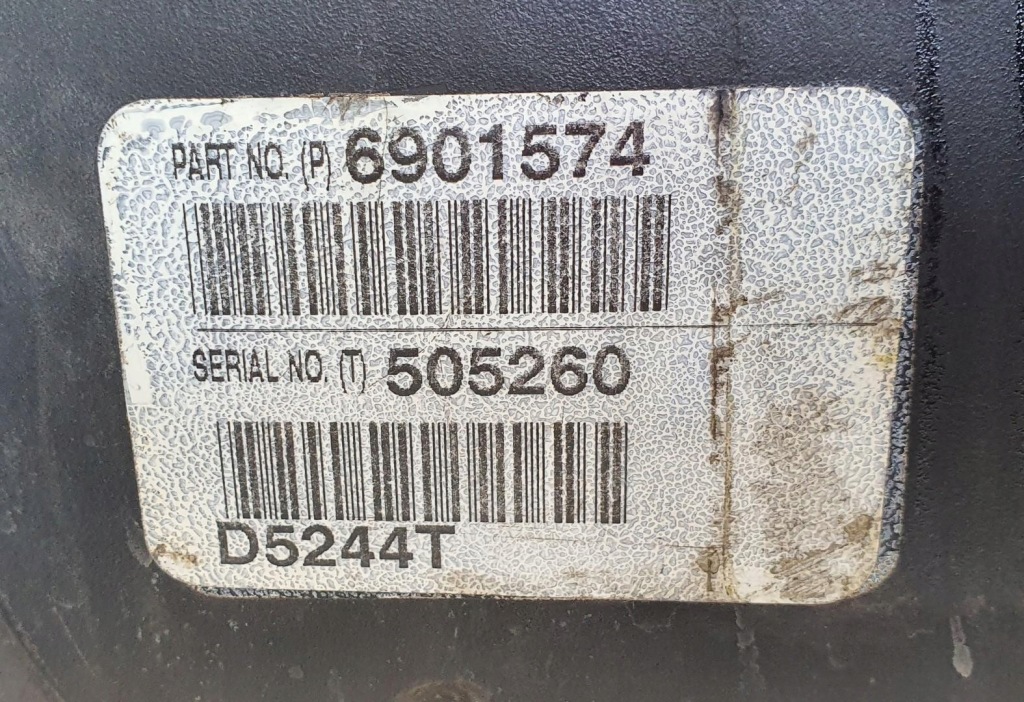 PART NO. (P) 6901574
SERIAL NO. (T) 505260
D5244T